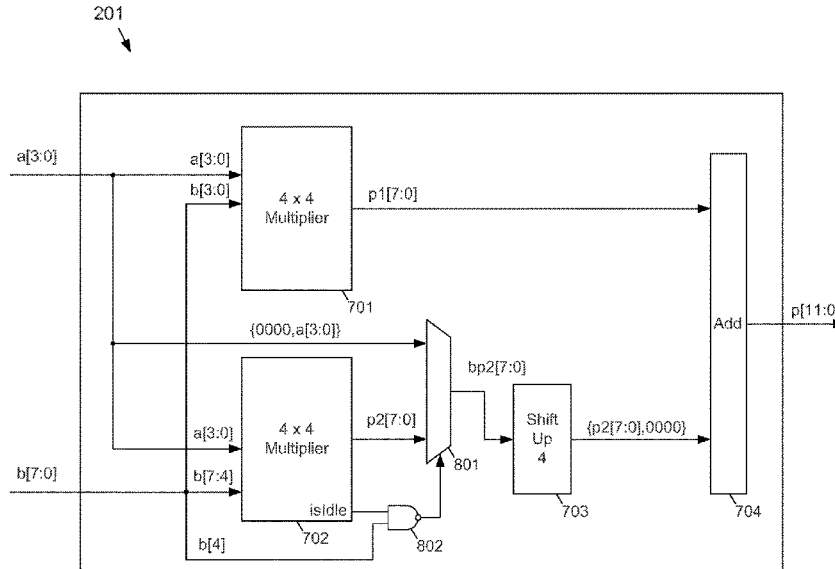 201
a[3:0]
a[3:0]
b[3:0]
4 x 4
Multiplier
p1[7:0]
701
Add
p[11:0
{0000,a[3:0]}
bp2[7:0]
4 x 4
Multiplier
p2[7:0]
Shift
Up
4
{p2[7:0],0000}
a[3:0]
801
b[7:0]
b[7:4]
isIdle
702
802
703
704
b[4]